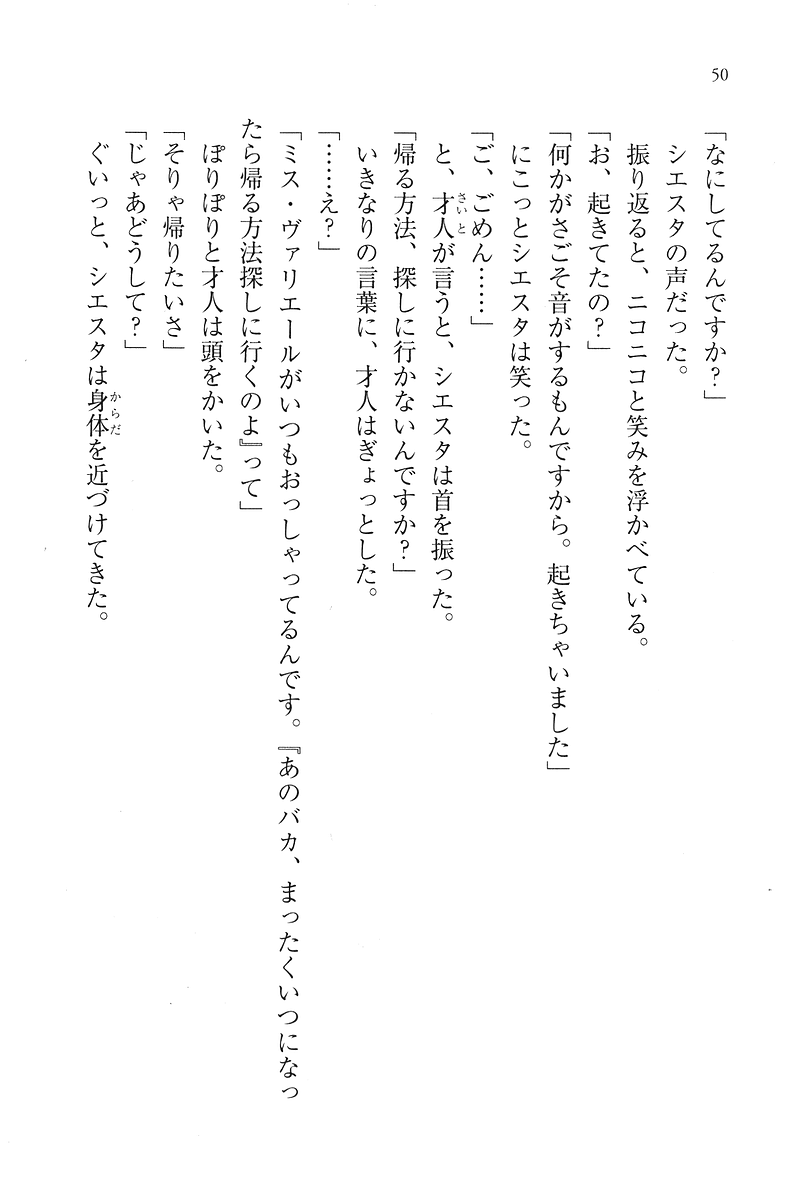 50
「なにしてるんですか？」
シエスタの声だった。
振り返ると、ニコニコと笑みを浮かべている。
「お、起きてたの？」
「何かがさごそ音がするもんですから。起きちゃいました」
にこっとシエスタは笑った。
「ご、ごめん……」
と、才人が言うと、シエスタは首を振った。
「帰る方法、探しに行かないんですか？」
いきなりの言葉に、才人はぎょっとした。
「……え？」
「ミス・ヴァリエールがいつもおっしゃってるんです。『あのバカ、まったくいつになっ
たら帰る方法探しに行くのよ』って」
ぽりぽりと才人は頭をかいた。
「そりゃ帰りたいさ」
「じゃあどうして？」
ぐいっと、シエスタは身体を近づけてきた。